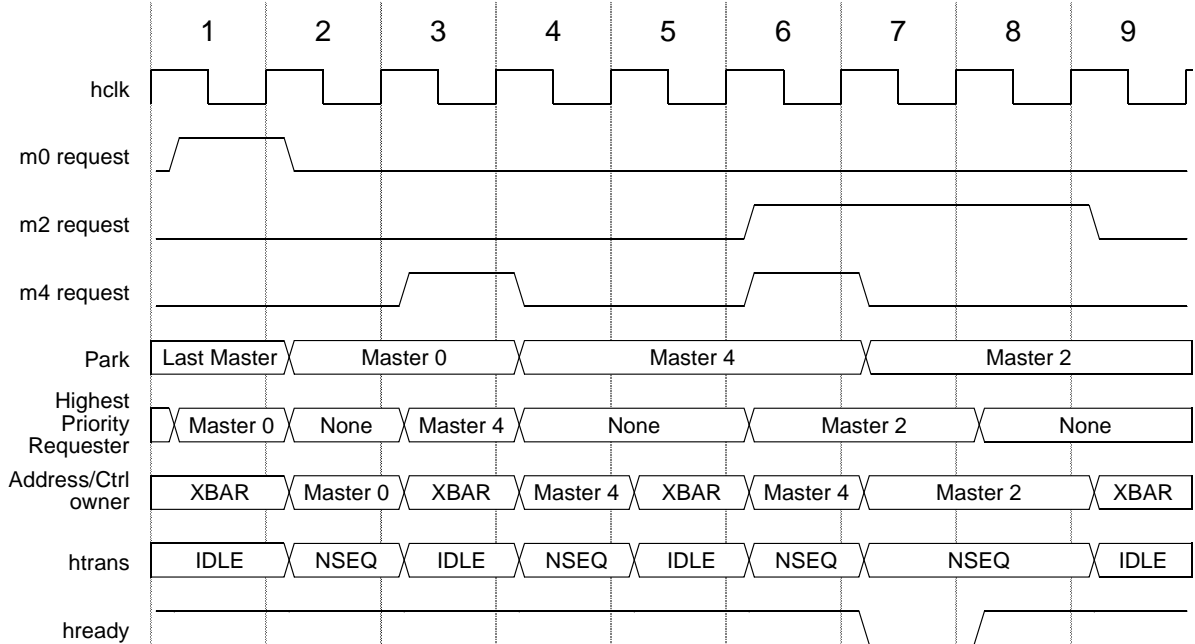 1 2 3 4 5 6 7 8 9
hclk
m0 request
m2 request
m4 request
Park Last Master Master 0 Master 4 Master 2
Highest
Priority
Requester
Master 0 None Master 4 None Master 2 None
Address/Ctrl
owner
XBAR Master 0 XBAR Master 4 XBAR Master 4 Master 2 XBAR
htrans IDLE NSEQ IDLE NSEQ IDLE NSEQ NSEQ IDLE
hready